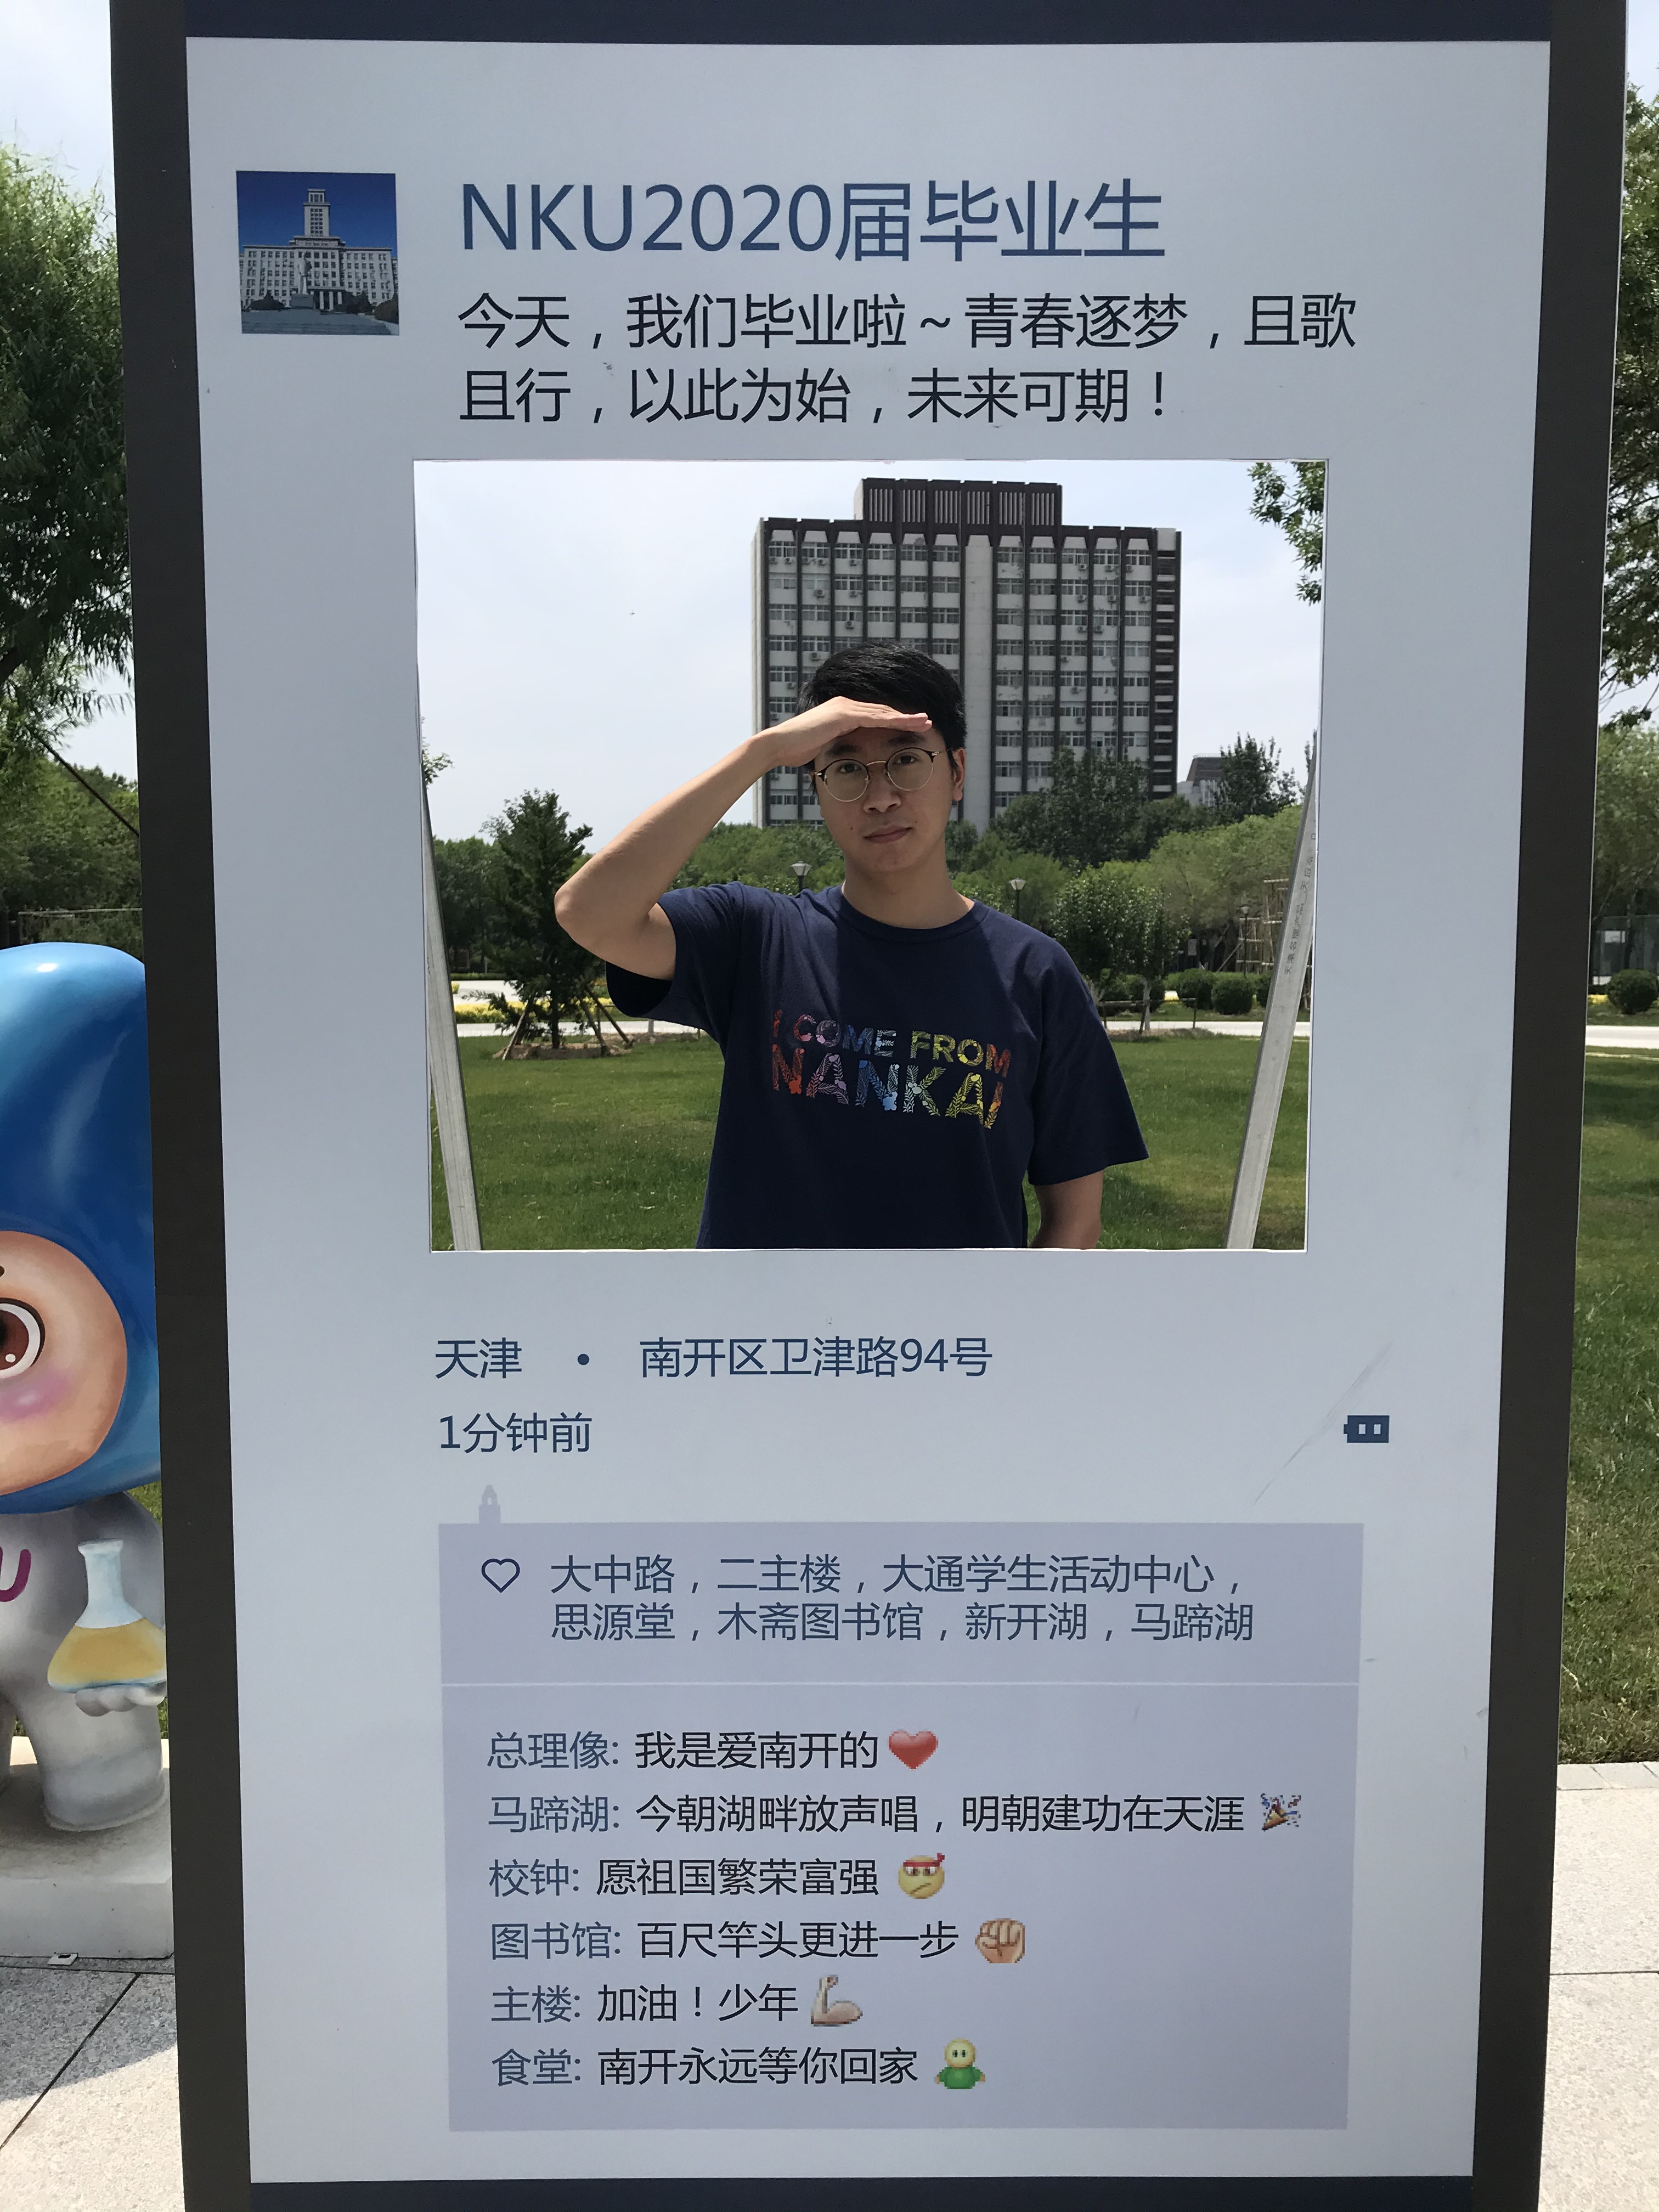 NKU2020届毕业生
今天，我们毕业啦～青春逐梦，且歌
且行，以此为始，未来可期！
I COME FROM
NANKAI
天津 • 南开区卫津路94号
1分钟前
大中路，二主楼，大通学生活动中心，
思源堂，木斋图书馆，新开湖，马蹄湖
总理像: 我是爱南开的❤️
马蹄湖: 今朝湖畔放声唱，明朝建功在天涯🎉
校钟: 愿祖国繁荣富强
图书馆: 百尺竿头更进一步✊
主楼: 加油！少年💪
食堂: 南开永远等你回家
U